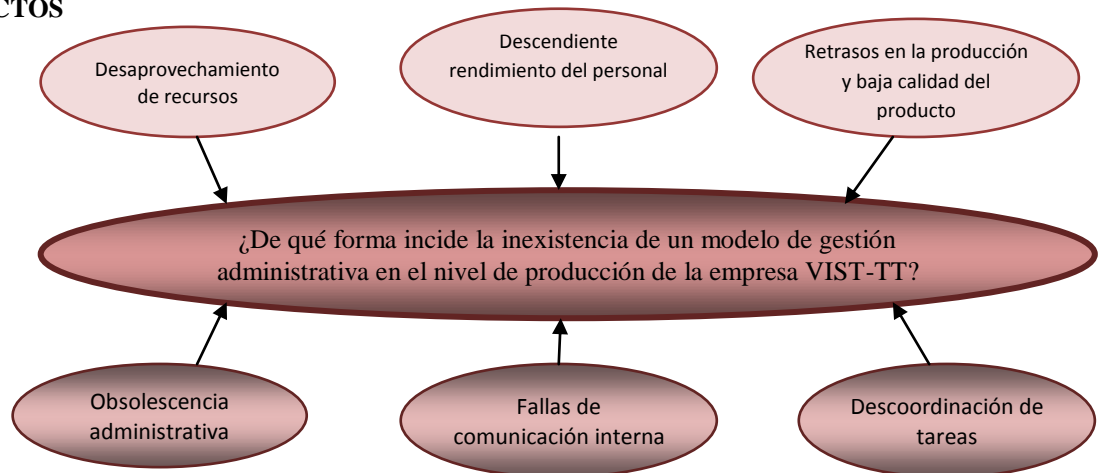 CTOS
Desaprovechamiento
de recursos
Descendiente
rendimiento del personal
Retrasos en la producción
y baja calidad del
producto
¿De qué forma incide la inexistencia de un modelo de gestión
administrativa en el nivel de producción de la empresa VIST-TT?
Obsolescencia
administrativa
Fallas de
comunicación interna
Descoordinación de
tareas